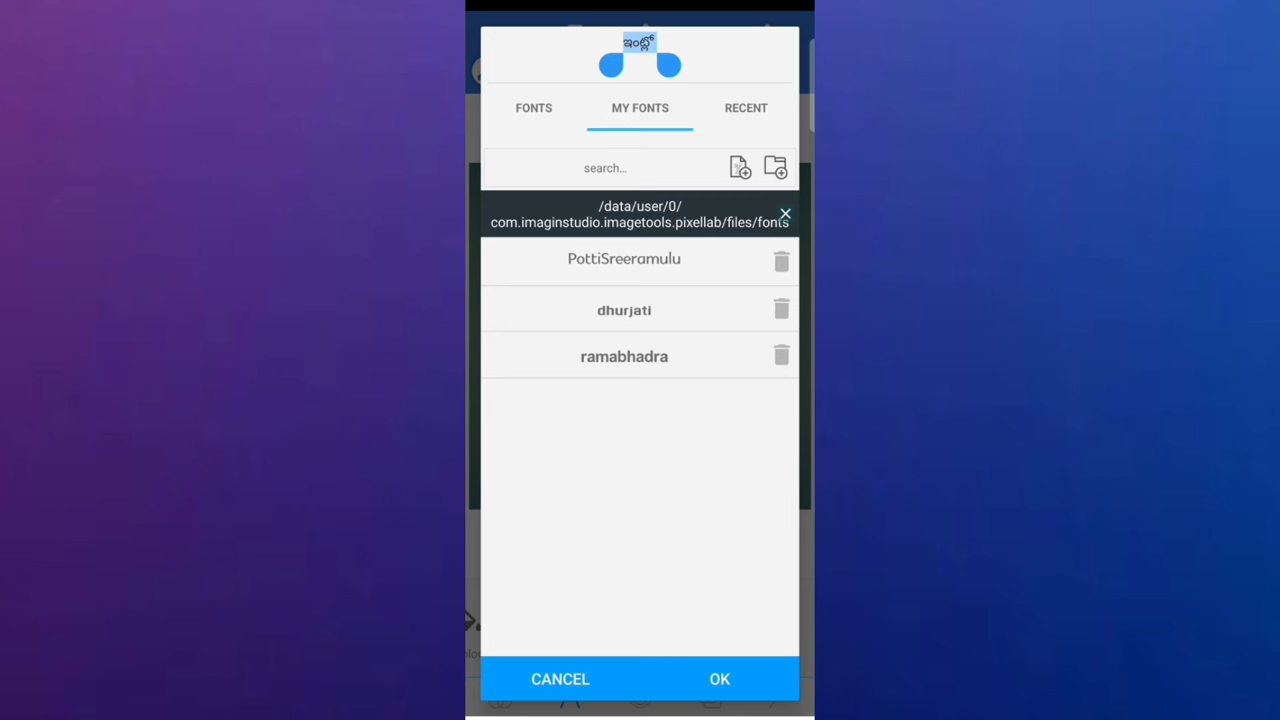 ఇంట్లో
FONTS MY FONTS RECENT
search...
/data/user/0/
com.imaginstudio.imagetools.pixellab/files/fonts
PottiSreeramulu
dhurjati
ramabhadra
CANCEL OK